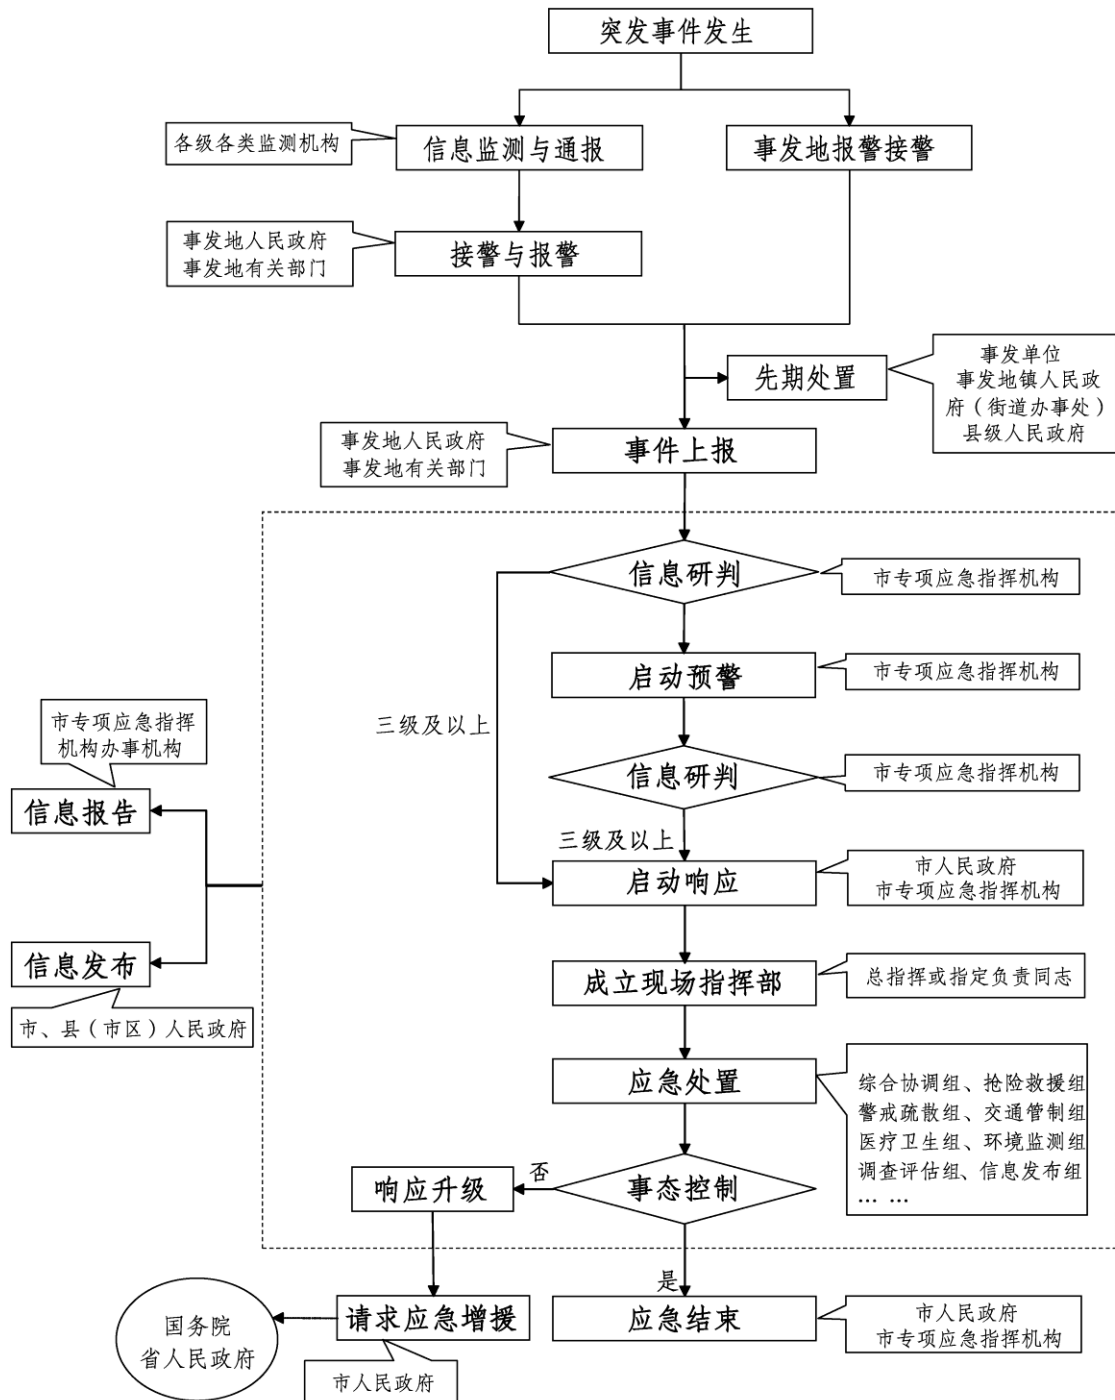 突发事件发生
各级各类监测机构
信息监测与通报
事发地报警接警
事发地人民政府
事发地有关部门
接警与报警
先期处置
事发单位
事发地镇人民政
府（街道办事处）
县级人民政府
事发地人民政府
事发地有关部门
事件上报
信息研判
市专项应急指挥机构
启动预警
市专项应急指挥机构
三级及以上
信息研判
市专项应急指挥机构
市专项应急指挥
机构办事机构
信息报告
三级及以上
启动响应
市人民政府
市专项应急指挥机构
信息发布
市、县（市区）人民政府
成立现场指挥部
总指挥或指定负责同志
应急处置
综合协调组、抢险救援组
警戒疏散组、交通管制组
医疗卫生组、环境监测组
调查评估组、信息发布组
… …
响应升级
否
事态控制
是
国务院
省人民政府
请求应急增援
市人民政府
应急结束
市人民政府
市专项应急指挥机构